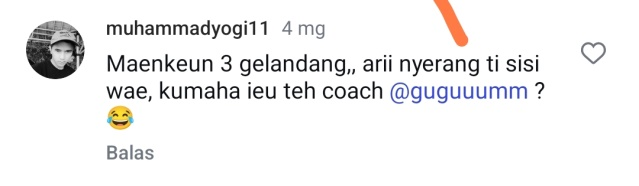 muhammadyogi11 4 mg
Maenkeun 3 gelandang,, arii nyerang ti sisi
wae, kumaha ieu teh coach @guguuumm ?
😂
Balas